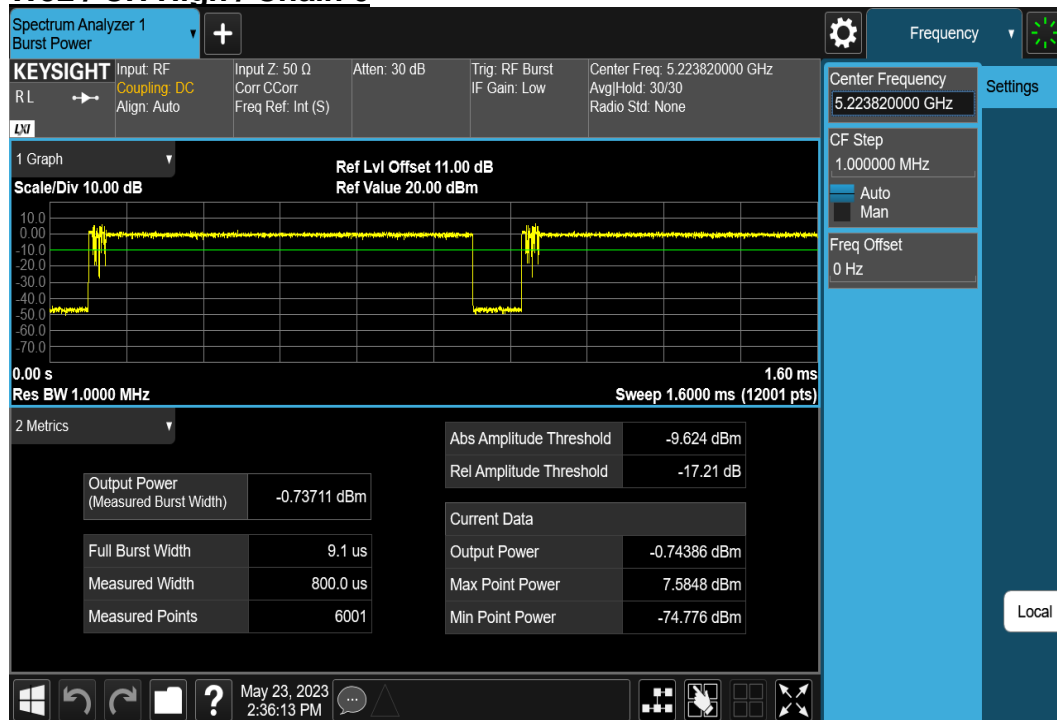 Spectrum Analyzer 1
Burst Power
Frequency
KEYSIGHT
R L
LXI
Input: RF
Coupling: DC
Align: Auto
Input Z: 50 Ω
Corr CCorr
Freq Ref: Int (S)
Atten: 30 dB
Trig: RF Burst
IF Gain: Low
Center Freq: 5.223820000 GHz
Avg|Hold: 30/30
Radio Std: None
Center Frequency
5.223820000 GHz
Settings
CF Step
1.000000 MHz
Auto
Man
Freq Offset
0 Hz
1 Graph
Scale/Div 10.00 dB
Ref Lvl Offset 11.00 dB
Ref Value 20.00 dBm
10.0
0.00
-10.0
-20.0
-30.0
-40.0
-50.0
-60.0
-70.0
0.00 s
1.60 ms
Res BW 1.0000 MHz
Sweep 1.6000 ms (12001 pts)
2 Metrics
Output Power
(Measured Burst Width)
-0.73711 dBm
Full Burst Width 9.1 us
Measured Width 800.0 us
Measured Points 6001
Abs Amplitude Threshold -9.624 dBm
Rel Amplitude Threshold -17.21 dB
Current Data
Output Power -0.74386 dBm
Max Point Power 7.5848 dBm
Min Point Power -74.776 dBm
Local
?
May 23, 2023
2:36:13 PM